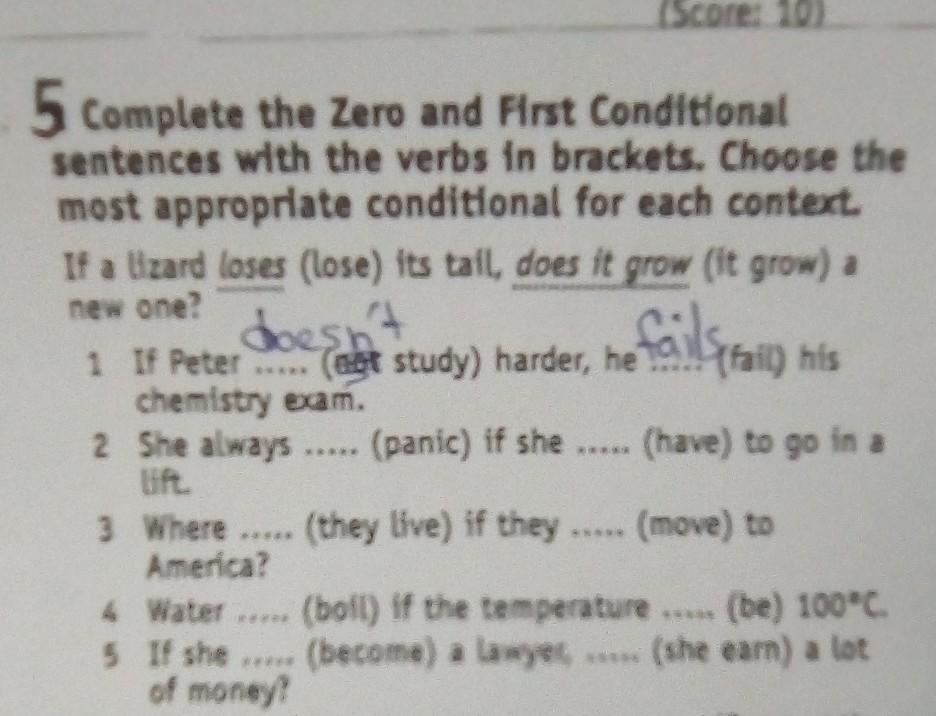 (Score: 10)
5 Complete the Zero and First Conditional
sentences with the verbs in brackets. Choose the
most appropriate conditional for each context.
If a lizard loses (lose) its tail, does it grow (it grow) a
new one?
doesn't fails
1 If Peter ..... (not study) harder, he ..... (fail) his
chemistry exam.
2 She always ..... (panic) if she ..... (have) to go in a
lift.
3 Where ..... (they live) if they ..... (move) to
America?
4 Water ..... (boil) if the temperature ..... (be) 100°C.
5 If she ..... (become) a lawyer, ..... (she earn) a lot
of money?